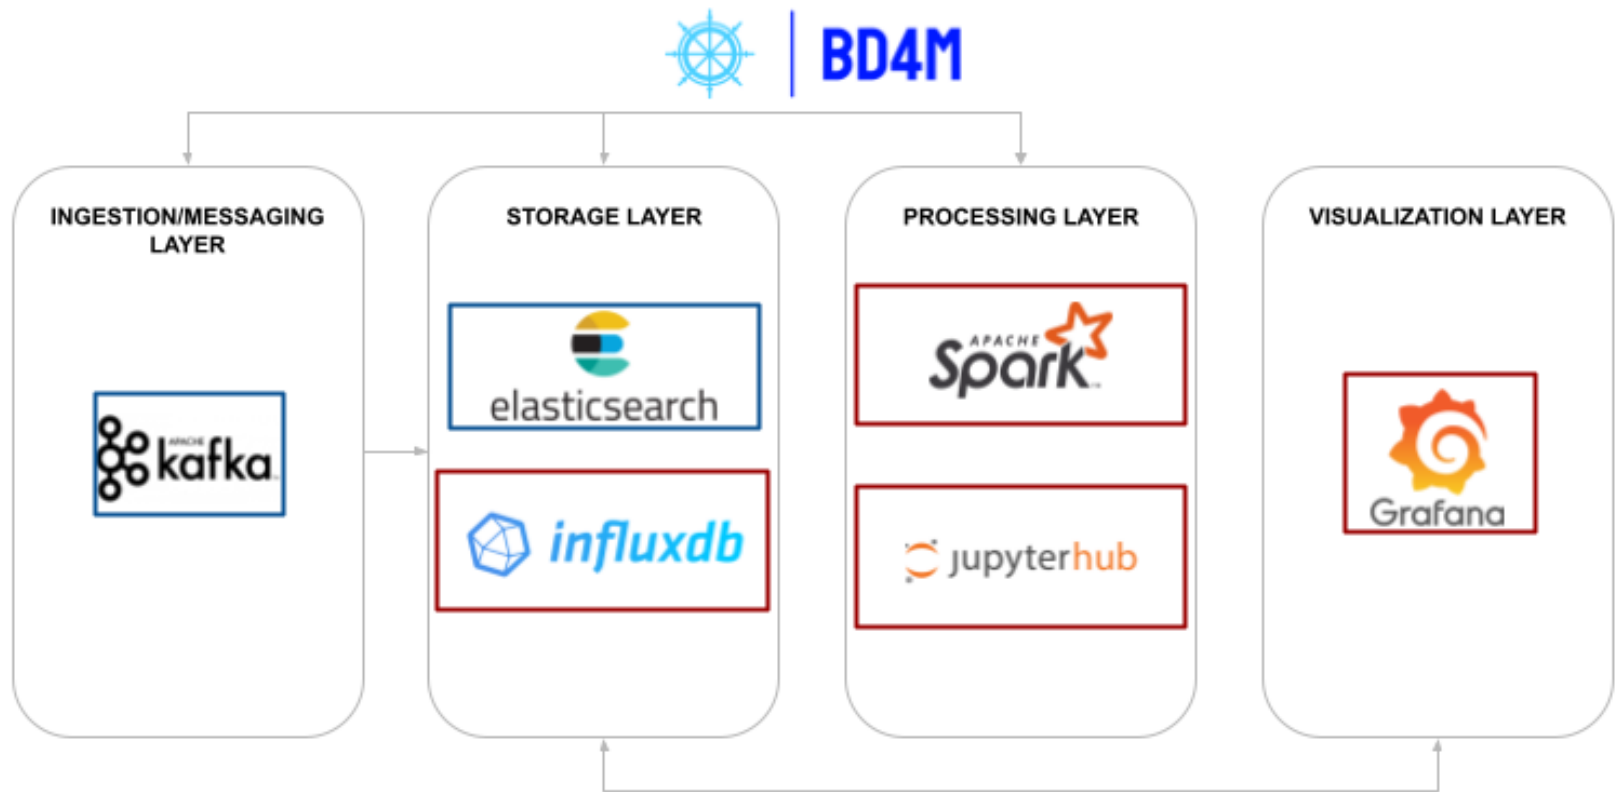 BD4M
INGESTION/MESSAGING
LAYER
APACHE
kafka
STORAGE LAYER
elasticsearch
influxdb
PROCESSING LAYER
APACHE
Spark
jupyterhub
VISUALIZATION LAYER
Grafana